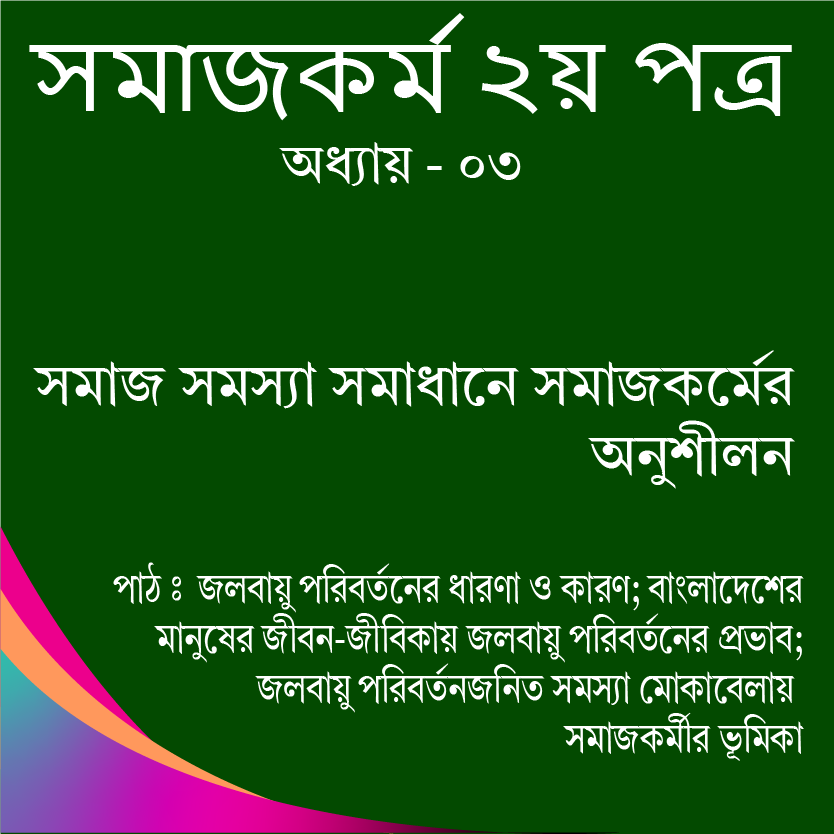 সমাজকর্ম ২য় পত্র
অধ্যায় - ০৩
সমাজ সমস্যা সমাধানে সমাজকর্মের
অনুশীলন
পাঠ ঃ জলবায়ু পরিবর্তনের ধারণা ও কারণ; বাংলাদেশের
মানুষের জীবন-জীবিকায় জলবায়ু পরিবর্তনের প্রভাব;
জলবায়ু পরিবর্তনজনিত সমস্যা মোকাবেলায়
সমাজকর্মীর ভূমিকা